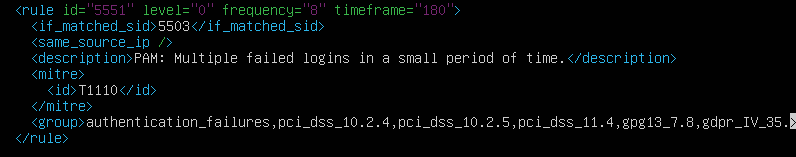 <rule id="5551" level="0" frequency="8" timeframe="180">
<if_matched_sid>5503</if_matched_sid>
<same_source_ip />
<description>PAM: Multiple failed logins in a small period of time.</description>
<mitre>
<id>T1110</id>
</mitre>
<group>authentication_failures,pci_dss_10.2.4,pci_dss_10.2.5,pci_dss_11.4,gpg13_7.8,gdpr_IV_35.>
</rule>